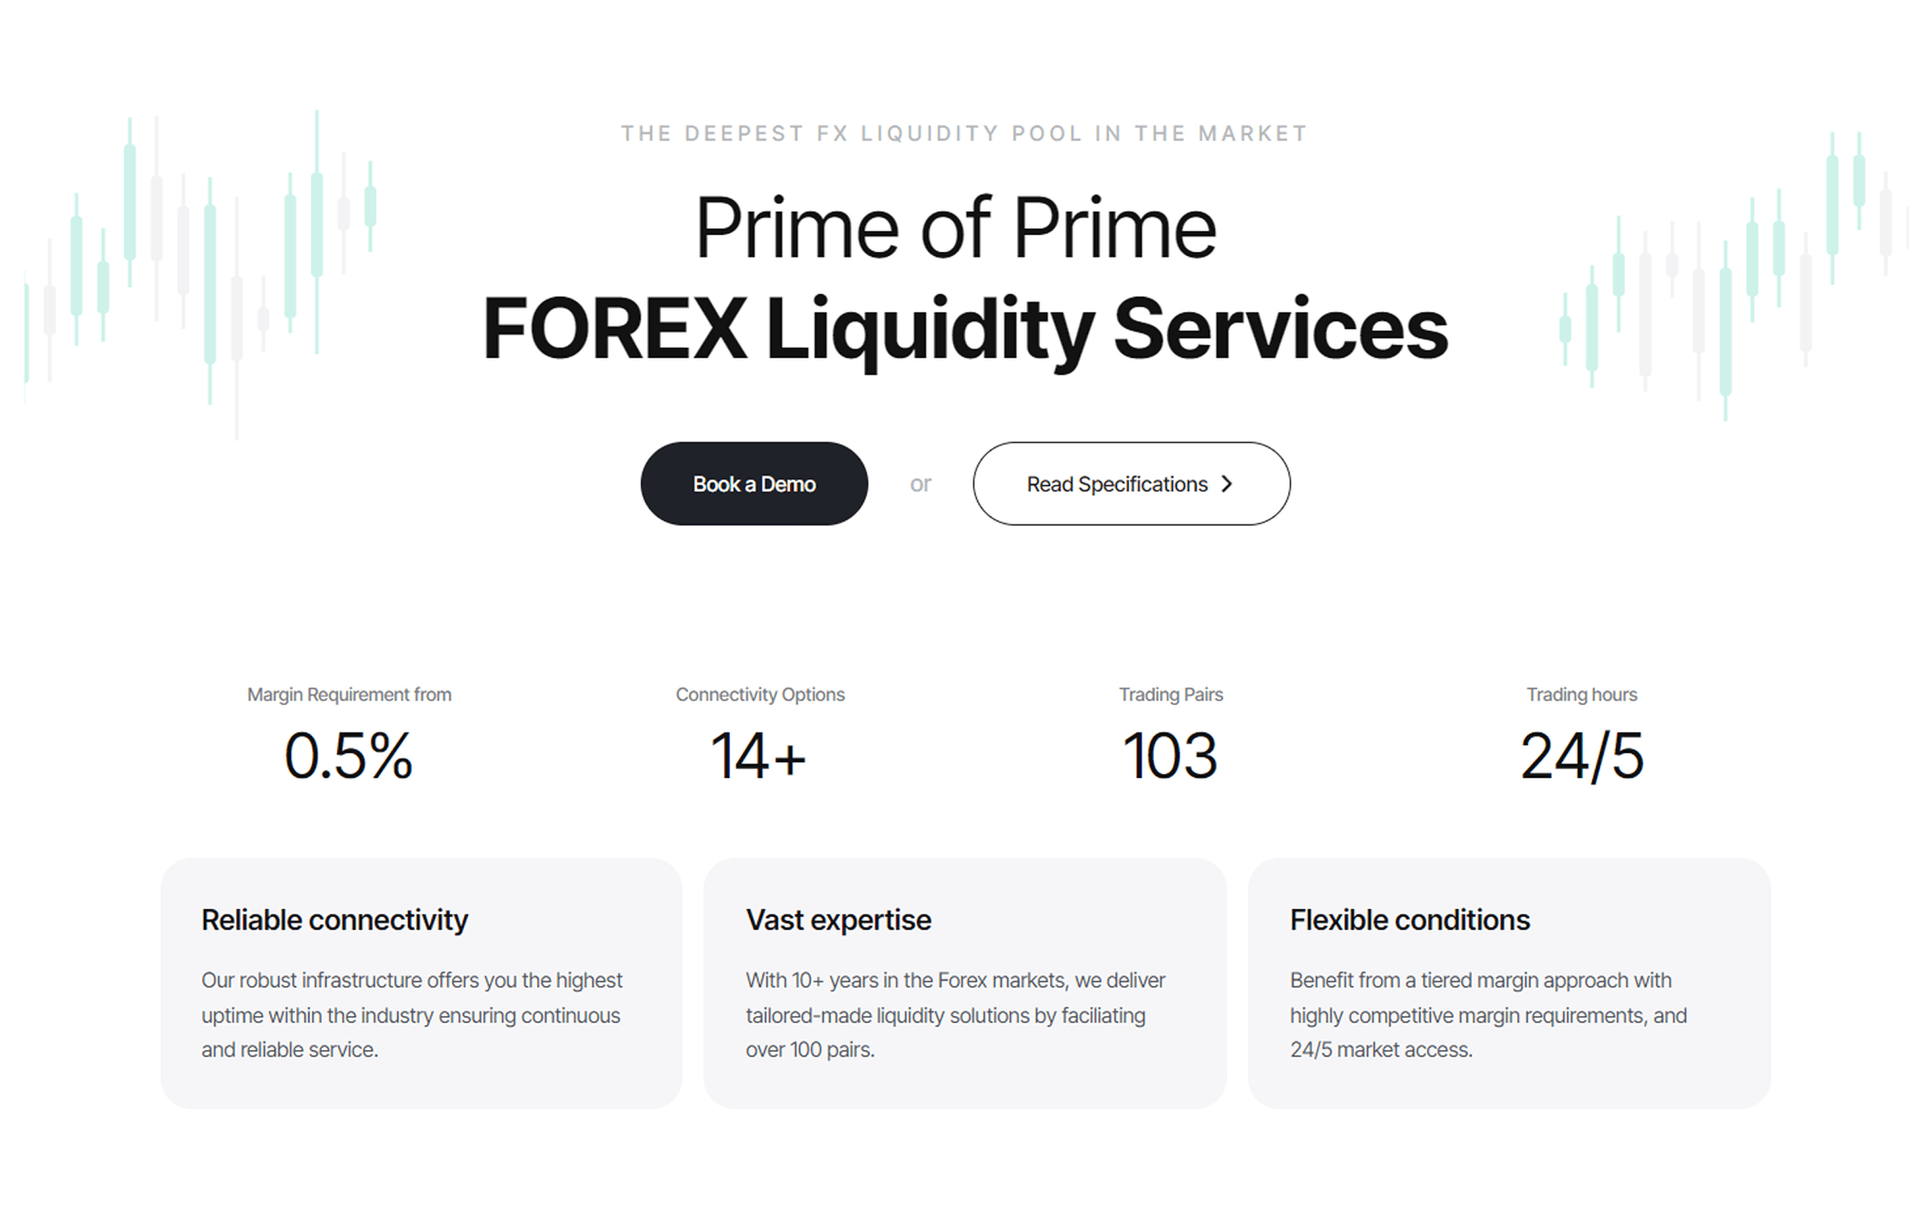 THE DEEPEST FX LIQUIDITY POOL IN THE MARKET
Prime of Prime
FOREX Liquidity Services
Book a Demo
or
Read Specifications
Margin Requirement from
0.5%
Connectivity Options
14+
Trading Pairs
103
Trading hours
24/5
Reliable connectivity
Our robust infrastructure offers you the highest
uptime within the industry ensuring continuous
and reliable service.
Vast expertise
With 10+ years in the Forex markets, we deliver
tailored-made liquidity solutions by faciliating
over 100 pairs.
Flexible conditions
Benefit from a tiered margin approach with
highly competitive margin requirements, and
24/5 market access.